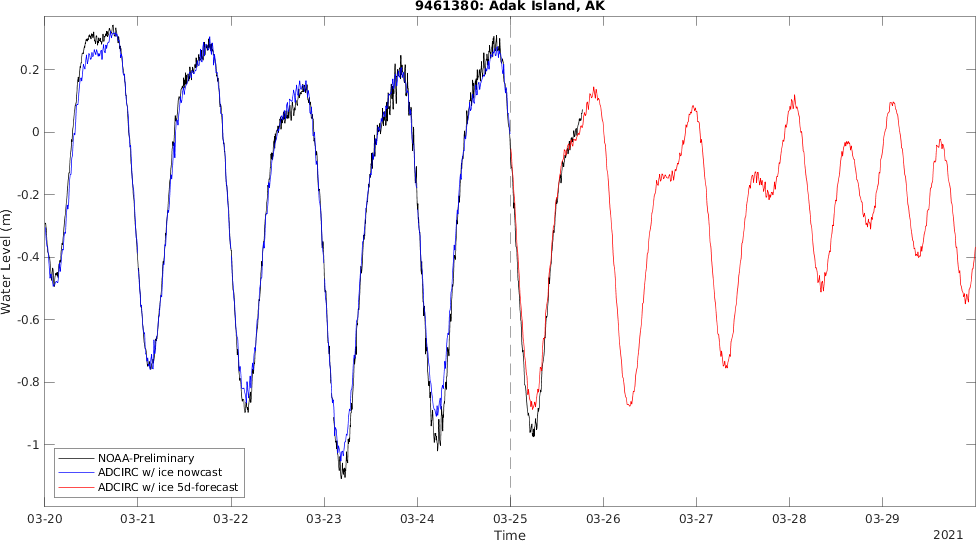 9461380: Adak Island, AK
Water Level (m)
0.2
0
-0.2
-0.4
-0.6
-0.8
-1
NOAA-Preliminary
ADCIRC w/ ice nowcast
ADCIRC w/ ice 5d-forecast
03-20 03-21 03-22 03-23 03-24 03-25 03-26 03-27 03-28 03-29
Time
2021